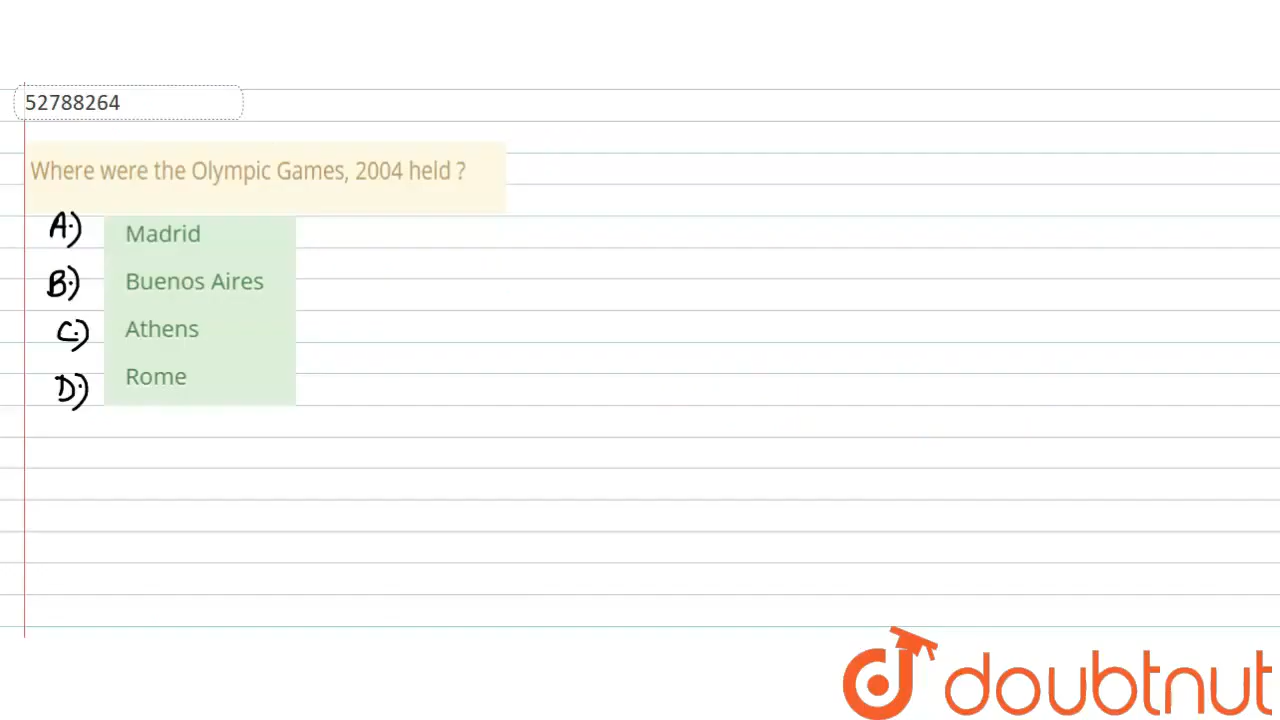 52788264
Where were the Olympic Games, 2004 held ?
A.) Madrid
B.) Buenos Aires
C.) Athens
D.) Rome
doubtnut